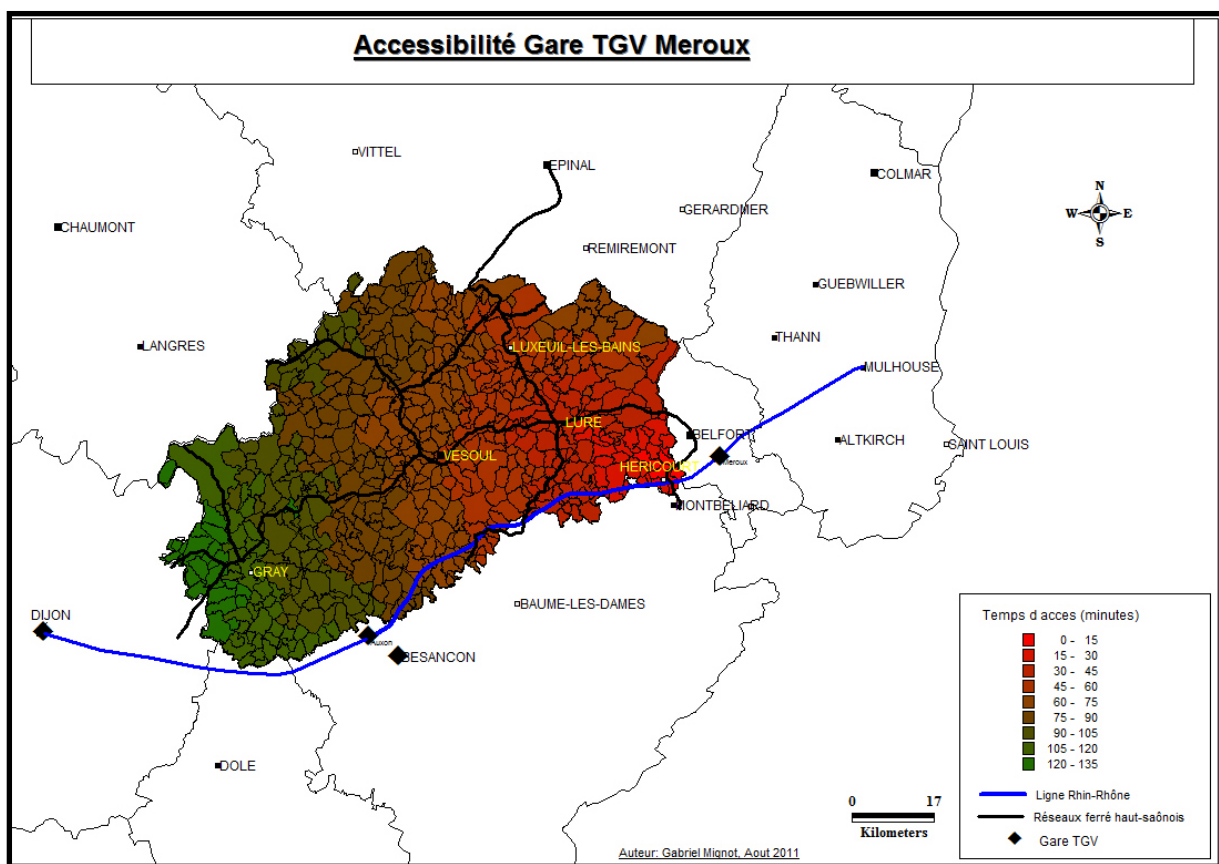 Accessibilité Gare TGV Meroux
VITTEL
EPINAL
COLMAR
GERARDMER
CHAUMONT
REMIREMONT
N
W E
S
GUEBWILLER
LANGRES
LUXEUIL-LES-BAINS
THANN
MULHOUSE
LURE
BELFORT
ALTKIRCH
SAINT LOUIS
VESOUL
HERICOURT
Meroux
MONTBELIARD
GRAY
BAUME-LES-DAMES
DIJON
Auxon
BESANCON
DOLE
Temps d acces (minutes)
0 - 15
15 - 30
30 - 45
45 - 60
60 - 75
75 - 90
90 - 105
105 - 120
120 - 135
Ligne Rhin-Rhône
Réseaux ferré haut-saônois
Gare TGV
0 17
Kilometers
Auteur: Gabriel Mignot, Aout 2011